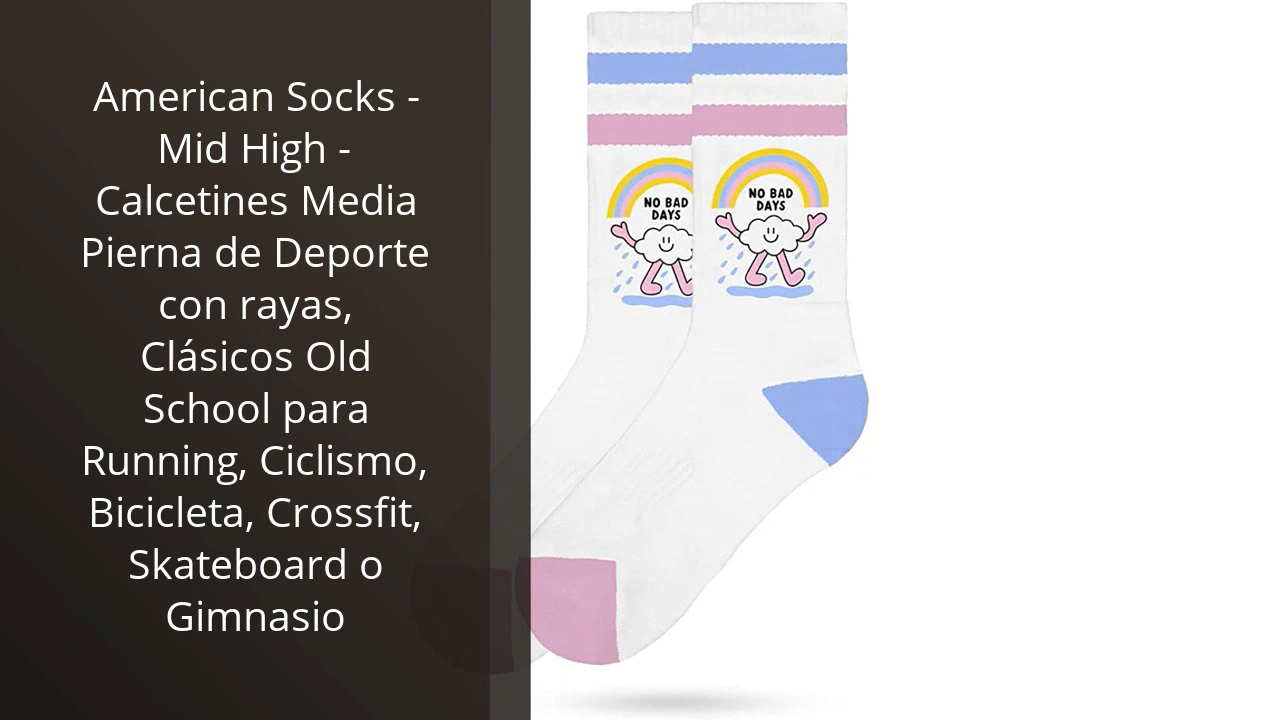 American Socks -
Mid High -
Calcetines Media
Pierna de Deporte
con rayas,
Clásicos Old
School para
Running, Ciclismo,
Bicicleta, Crossfit,
Skateboard o
Gimnasio
NO BAD
DAYS
NO BAD
DAYS